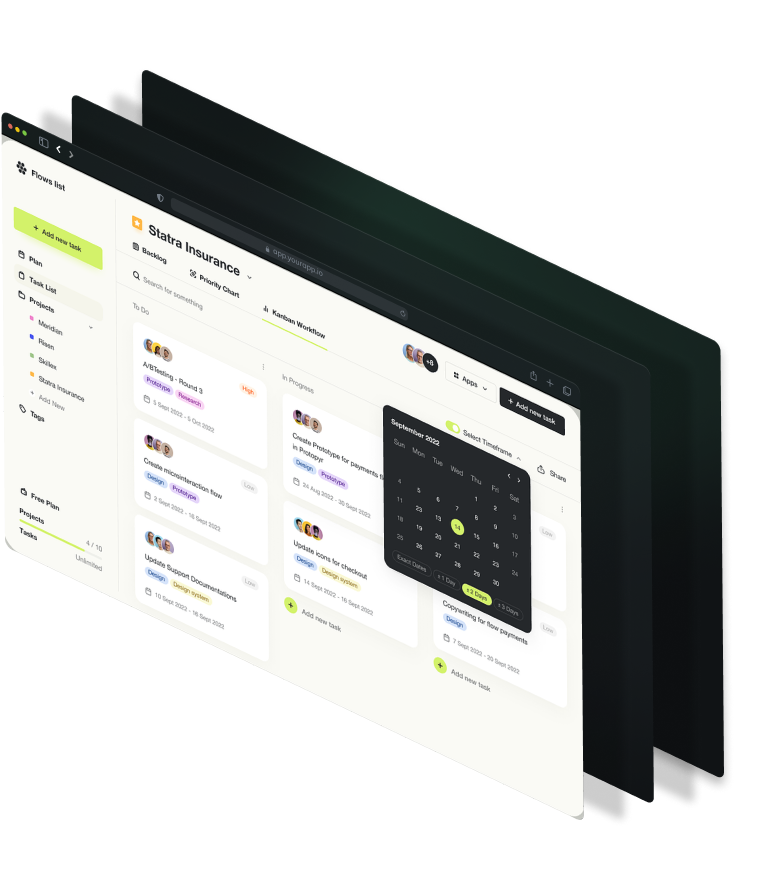 app.yourapp.io
Flows list
+ Add new task
Plan
Task List
Projects
Meridian
Risen
Skillex
Statra Insurance
+ Add New
Tags
Free Plan
Projects
4 / 10
Tasks
Unlimited
Statra Insurance
Backlog
Priority Chart
Kanban Workflow
+6
Apps
+ Add new task
Search for something
Select Timeframe
Share
To Do
A/BTesting - Round 3
High
Prototype
Research
5 Sept 2022 - 5 Oct 2022
Create microinteraction flow
Low
Design
Prototype
2 Sept 2022 - 16 Sept 2022
Update Support Documentations
Low
Design
Design system
10 Sept 2022 - 16 Sept 2022
In Progress
Create Prototype for payments
in Protopyr
Design
Prototype
24 Aug 2022 - 20 Sept 2022
Update icons for checkout
Design
Design system
14 Sept 2022 - 16 Sept 2022
+ Add new task
September 2022
Sun Mon Tue Wed Thu Fri Sat
1 2 3
4 5 6 7 8 9 10
11 23 13 14 15 16 17
18 19 20 21 22 23 24
25 26 27 28 29 30
Exact Dates
± 1 Day
± 2 Days
± 3 Days
Low
Copywriting for flow payments
Low
Design
7 Sept 2022 - 20 Sept 2022
+ Add new task